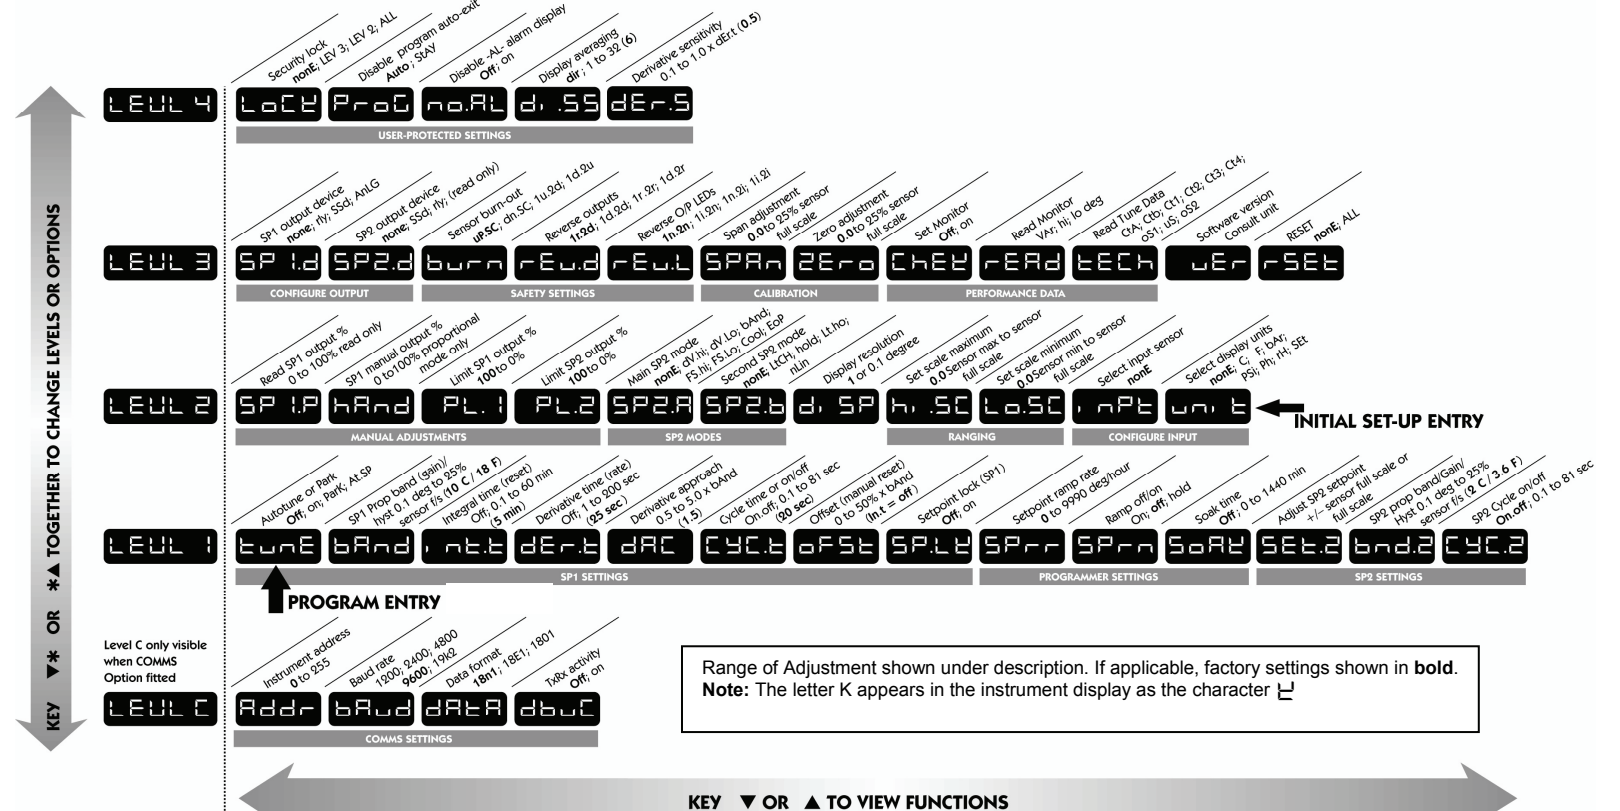 KEY ▼* OR *▲ TOGETHER TO CHANGE LEVELS OR OPTIONS
LEVL 4
Security lock
nonE; LEV 3; LEV 2; ALL
LoCK
Disable program auto-exit
Auto ; StAY
ProG
Disable -AL- alarm display
Off; on
no.AL
Display averaging
dir; 1 to 32 (6)
di.SS
Derivative sensitivity
0.1 to 1.0 x dEr.t (0.5)
dEr.S
USER-PROTECTED SETTINGS
LEVL 3
SP1 output device
none; rly; SSd; AnLG
SP1.d
SP2 output device
none; SSd; rly; (read only)
SP2.d
CONFIGURE OUTPUT
Sensor burn-out
uP.SC; dn.SC; 1u.2d; 1d.2u
burn
Reverse outputs
1r.2d; 1d.2d; 1r.2r; 1d.2r
rEv.d
Reverse O/P LEDs
1n.2n; 1i.2n; 1n.2i; 1i.2i
rEv.L
SAFETY SETTINGS
Span adjustment
0.0 to 25% sensor
full scale
SPAn
Zero adjustment
0.0 to 25% sensor
full scale
ZEro
CALIBRATION
Set Monitor
Off; on
ChEK
Read Monitor
VAr; hi; lo deg
rEAd
Read Tune Data
CtA; Ctb; Ct1; Ct2; Ct3; Ct4;
oS1; uS; oS2
tECh
PERFORMANCE DATA
Software version
Consult unit
vEr
RESET
nonE; ALL
rSEt
LEVL 2
Read SP1 output %
0 to 100% read only
SP1.P
SP1 manual output %
0 to100% proportional
mode only
hAnd
Limit SP1 output %
100 to 0%
PL.1
Limit SP2 output %
100 to 0%
PL.2
MANUAL ADJUSTMENTS
Main SP2 mode
nonE; dV.hi; dV.Lo; bAnd;
FS.hi; FS.Lo; Cool; EoP
SP2.A
Second SP2 mode
nonE; LtCH, hold; Lt.ho;
nLin
SP2.b
SP2 MODES
Display resolution
1 or 0.1 degree
di SP
Set scale maximum
0.0 Sensor max to sensor
full scale
hi.SC
Set scale minimum
0.0 Sensor min to sensor
full scale
Lo.SC
RANGING
Select input sensor
nonE
inPt
Select display units
nonE; C; F; bAr;
PSi; Ph; rH; SEt
unit
CONFIGURE INPUT
INITIAL SET-UP ENTRY
LEVL 1
Autotune or Park
Off; on; Park; At.SP
tunE
SP1 Prop band (gain)/
hyst 0.1 deg to 25%
sensor f/s (10 C / 18 F)
bAnd
Integral time (reset)
Off; 0.1 to 60 min
(5 min)
int.t
Derivative time (rate)
Off; 1 to 200 sec
(25 sec)
dEr.t
Derivative approach
0.5 to 5.0 x bAnd
(1.5)
dAC
Cycle time or on/off
On.off; 0.1 to 81 sec
(20 sec)
CYC.t
Offset (manual reset)
0 to 50% x bAnd
(In.t = off)
oFSt
Setpoint lock (SP1)
Off; on
SP.LK
SP1 SETTINGS
Setpoint ramp rate
0 to 9990 deg/hour
SPrr
Ramp off/on
On; off; hold
SPrn
Soak time
Off; 0 to 1440 min
SoAK
PROGRAMMER SETTINGS
Adjust SP2 setpoint
+/− sensor full scale or
full scale
SEt.2
SP2 prop band/Gain/
Hyst 0.1 deg to 25%
sensor f/s (2 C / 3.6 F)
bnd.2
SP2 Cycle on/off
On.off; 0.1 to 81 sec
CYC.2
SP2 SETTINGS
PROGRAM ENTRY
Level C only visible
when COMMS
Option fitted
LEVL C
Instrument address
0 to 255
Addr
Baud rate
1200; 2400; 4800
9600; 19k2
bAud
Data format
18n1; 18E1; 18O1
dAtA
TxRx activity
Off; on
dbuG
COMMS SETTINGS
Range of Adjustment shown under description. If applicable, factory settings shown in bold.
Note: The letter K appears in the instrument display as the character
KEY ▼ OR ▲ TO VIEW FUNCTIONS